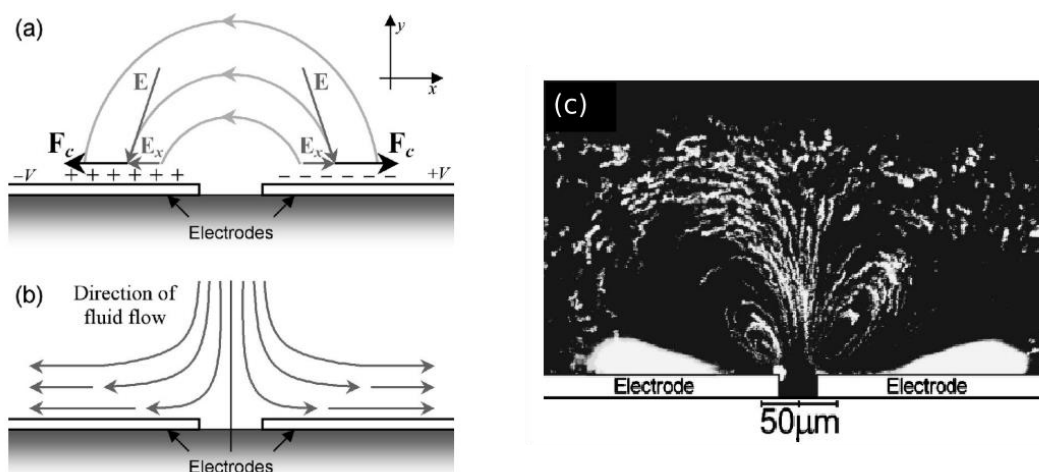 (a)
y
x
E
E
F_c
E_x
E_x
F_c
−V
+ + + + + +
− − − − − − −
+V
Electrodes
(b)
Direction of
fluid flow
Electrodes
(c)
Electrode
Electrode
50µm